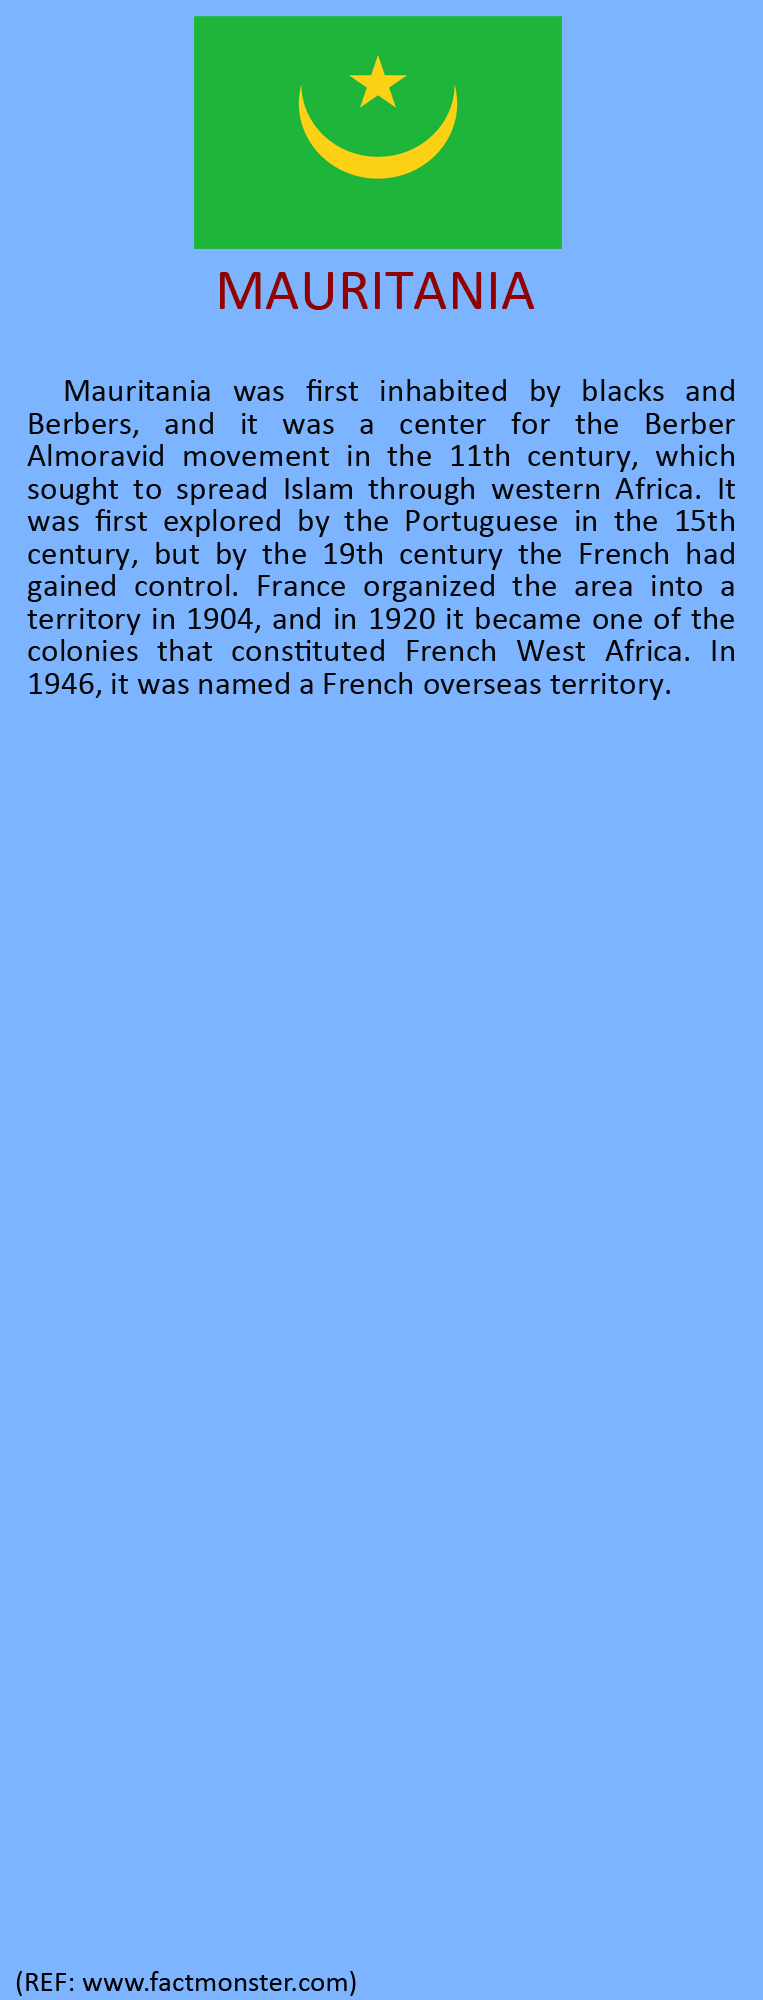 MAURITANIA
Mauritania was first inhabited by blacks and
Berbers, and it was a center for the Berber
Almoravid movement in the 11th century, which
sought to spread Islam through western Africa. It
was first explored by the Portuguese in the 15th
century, but by the 19th century the French had
gained control. France organized the area into a
territory in 1904, and in 1920 it became one of the
colonies that constituted French West Africa. In
1946, it was named a French overseas territory.
(REF: www.factmonster.com)